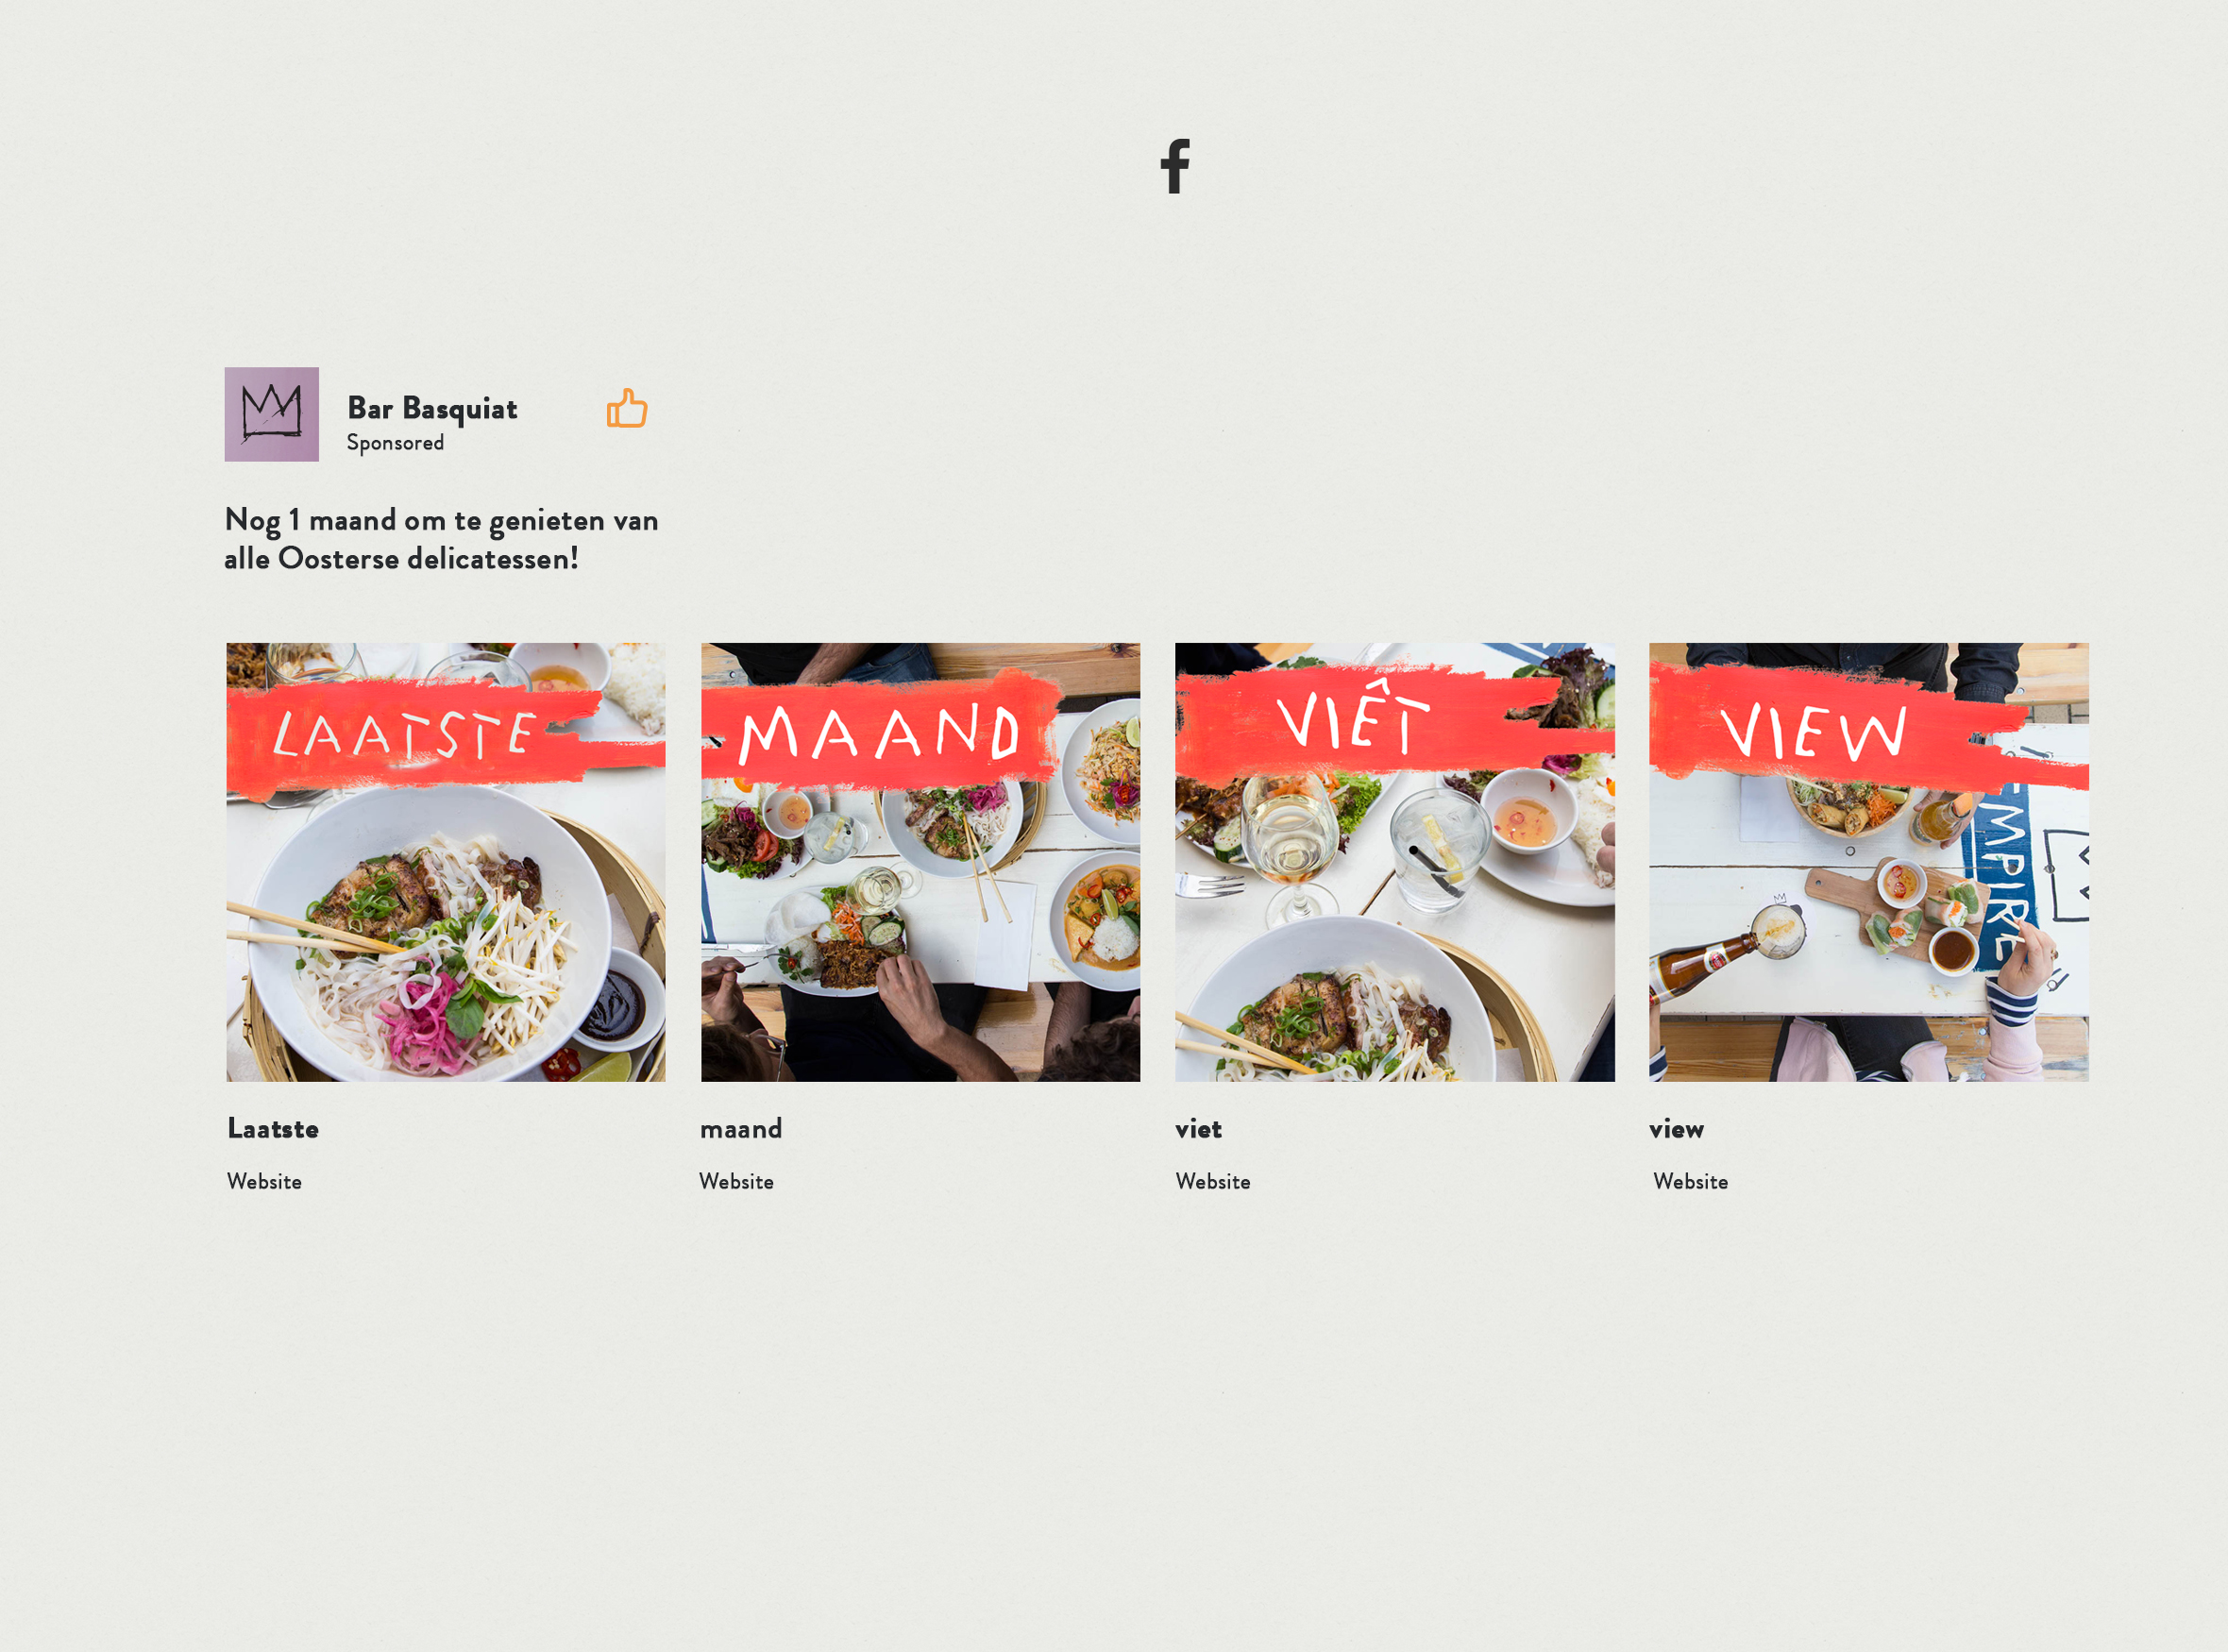 f
Bar Basquiat
Sponsored
Nog 1 maand om te genieten van
alle Oosterse delicatessen!
LAATSTE
MAAND
VIÊT
VIEW
EMPIRE
Laatste
maand
viet
view
Website
Website
Website
Website